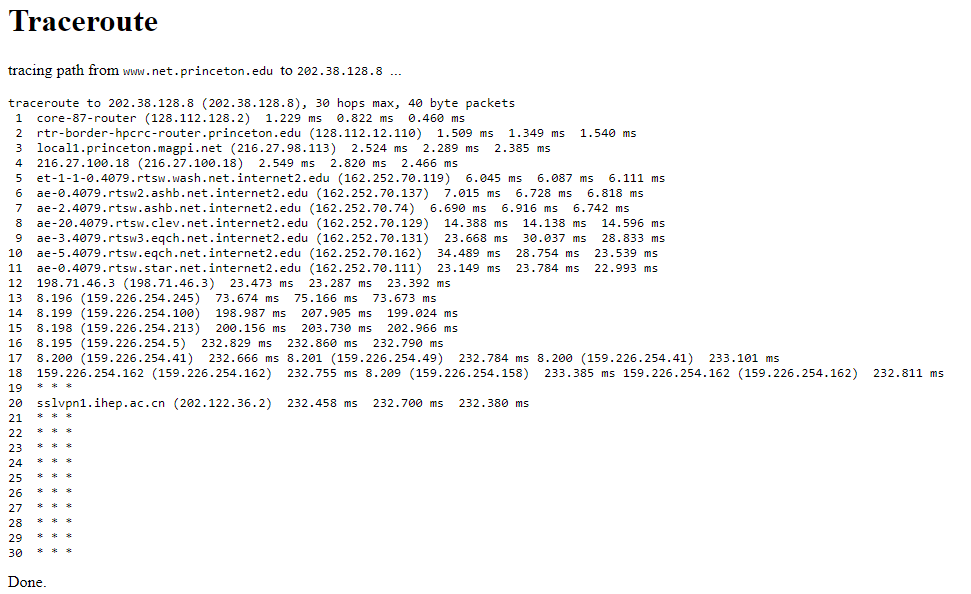 Traceroute
tracing path from www.net.princeton.edu to 202.38.128.8 ...
traceroute to 202.38.128.8 (202.38.128.8), 30 hops max, 40 byte packets
1 core-87-router (128.112.128.2) 1.229 ms 0.822 ms 0.460 ms
2 rtr-border-hpcrc-router.princeton.edu (128.112.12.110) 1.509 ms 1.349 ms 1.540 ms
3 local1.princeton.magpi.net (216.27.98.113) 2.524 ms 2.289 ms 2.385 ms
4 216.27.100.18 (216.27.100.18) 2.549 ms 2.820 ms 2.466 ms
5 et-1-1-0.4079.rtsw.wash.net.internet2.edu (162.252.70.119) 6.045 ms 6.087 ms 6.111 ms
6 ae-0.4079.rtsw2.ashb.net.internet2.edu (162.252.70.137) 7.015 ms 6.728 ms 6.818 ms
7 ae-2.4079.rtsw.ashb.net.internet2.edu (162.252.70.74) 6.690 ms 6.916 ms 6.742 ms
8 ae-20.4079.rtsw.clev.net.internet2.edu (162.252.70.129) 14.388 ms 14.138 ms 14.596 ms
9 ae-3.4079.rtsw3.eqch.net.internet2.edu (162.252.70.131) 23.668 ms 30.037 ms 28.833 ms
10 ae-5.4079.rtsw.eqch.net.internet2.edu (162.252.70.162) 34.489 ms 28.754 ms 23.539 ms
11 ae-0.4079.rtsw.star.net.internet2.edu (162.252.70.111) 23.149 ms 23.784 ms 22.993 ms
12 198.71.46.3 (198.71.46.3) 23.473 ms 23.287 ms 23.392 ms
13 8.196 (159.226.254.245) 73.674 ms 75.166 ms 73.673 ms
14 8.199 (159.226.254.100) 198.987 ms 207.905 ms 199.024 ms
15 8.198 (159.226.254.213) 200.156 ms 203.730 ms 202.966 ms
16 8.195 (159.226.254.5) 232.829 ms 232.860 ms 232.790 ms
17 8.200 (159.226.254.41) 232.666 ms 8.201 (159.226.254.49) 232.784 ms 8.200 (159.226.254.41) 233.101 ms
18 159.226.254.162 (159.226.254.162) 232.755 ms 8.209 (159.226.254.158) 233.385 ms 159.226.254.162 (159.226.254.162) 232.811 ms
19 * * *
20 sslvpn1.ihep.ac.cn (202.122.36.2) 232.458 ms 232.700 ms 232.380 ms
21 * * *
22 * * *
23 * * *
24 * * *
25 * * *
26 * * *
27 * * *
28 * * *
29 * * *
30 * * *
Done.